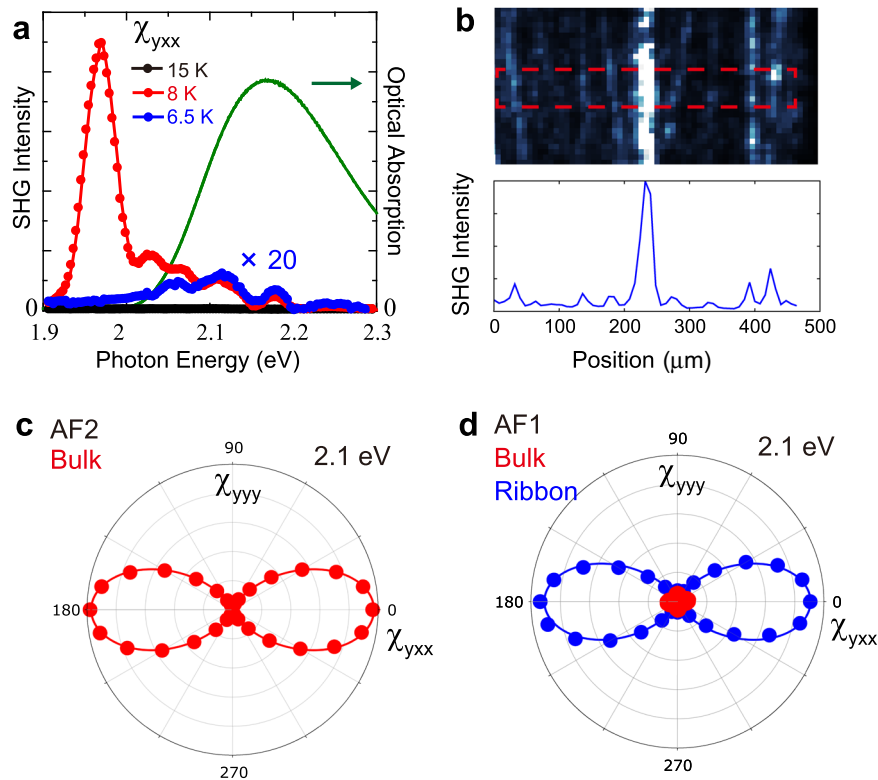 a
χyxx
15 K
8 K
6.5 K
× 20
SHG Intensity
Optical Absorption
0
0
1.9 2 2.1 2.2 2.3
Photon Energy (eV)
b
SHG Intensity
0 100 200 300 400 500
Position (μm)
c
AF2
Bulk
2.1 eV
90
χyyy
180
0
χyxx
270
d
AF1
Bulk
Ribbon
2.1 eV
90
χyyy
180
0
χyxx
270